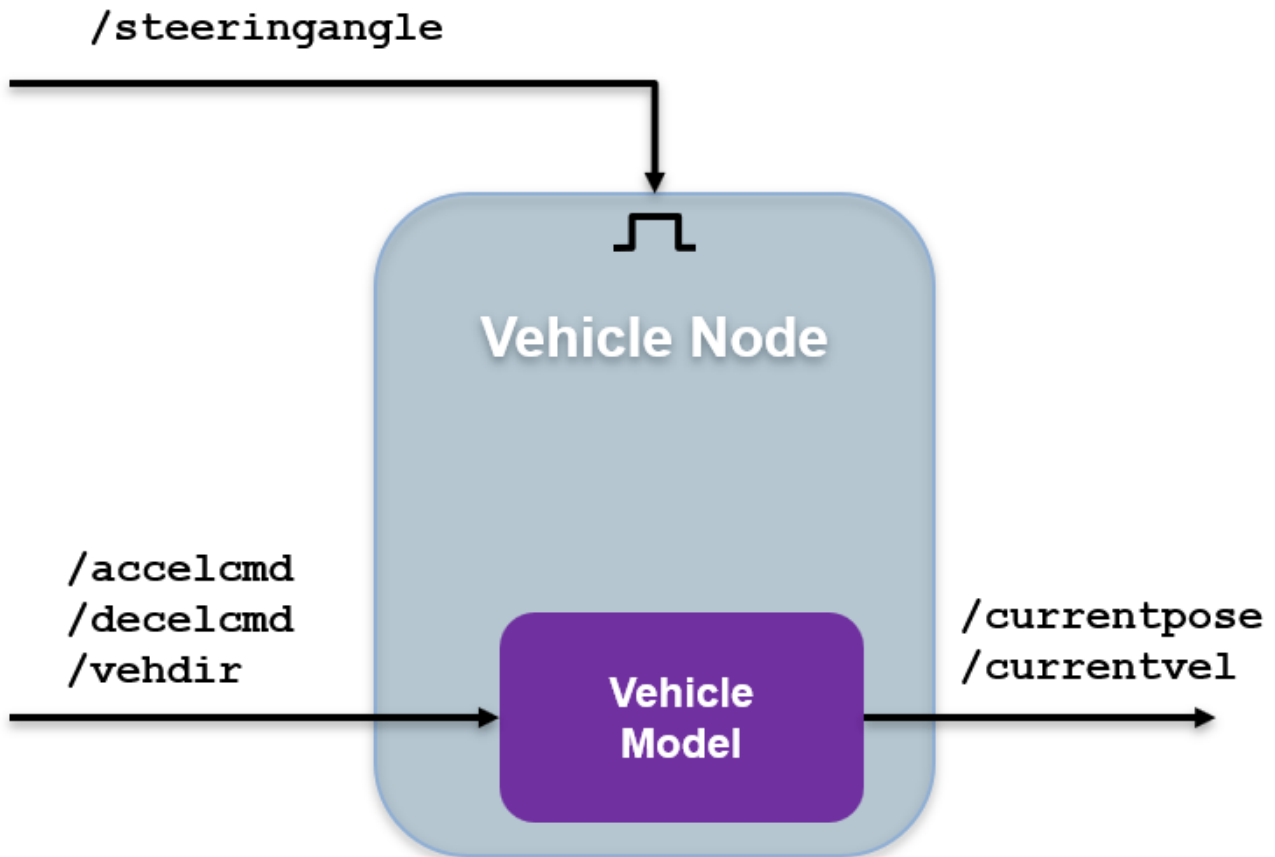 /steeringangle
Vehicle Node
/accelcmd
/decelcmd
/vehdir
Vehicle
Model
/currentpose
/currentvel